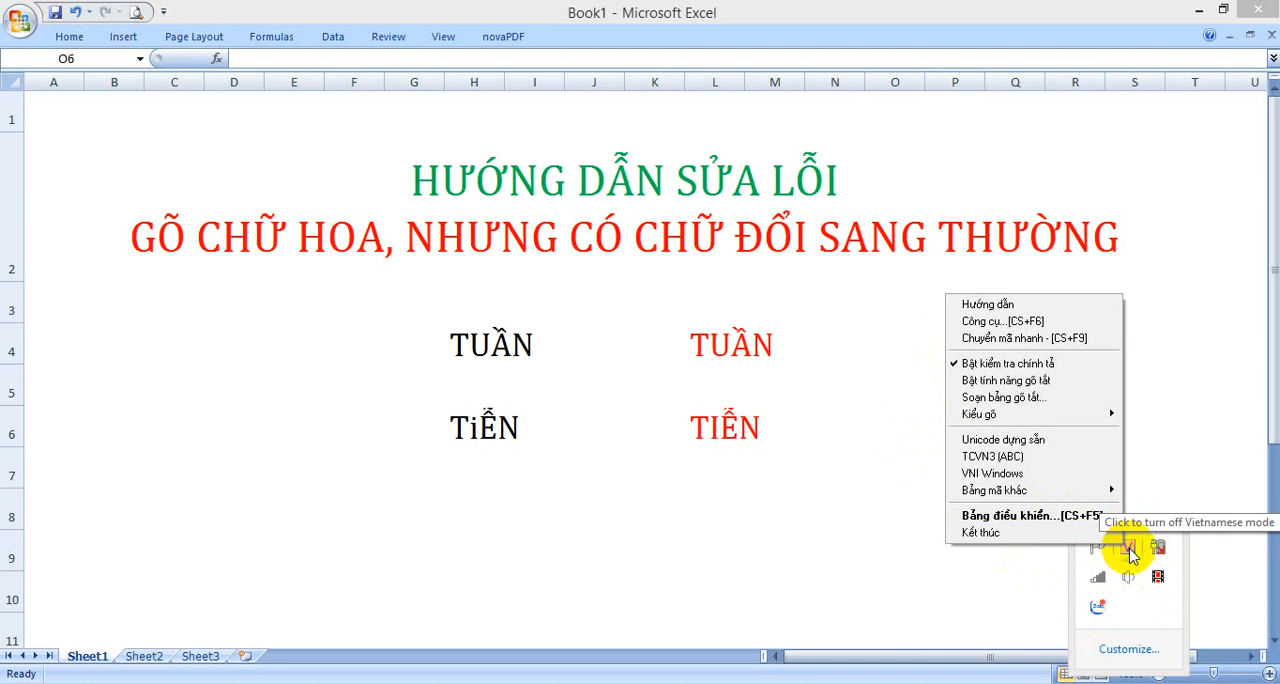 Book1 - Microsoft Excel
Home Insert Page Layout Formulas Data Review View novaPDF
O6 fx
A B C D E F G H I J K L M N O P Q R S T U
1
HƯỚNG DẪN SỬA LỖI
GÕ CHỮ HOA, NHƯNG CÓ CHỮ ĐỔI SANG THƯỜNG
2
3
Hướng dẫn
Công cụ...[CS+F6]
Chuyển mã nhanh - [CS+F9]
4 TUẦN TUẦN
Bật kiểm tra chính tả
Bật tính năng gõ tắt
5
Soạn bảng gõ tắt...
Kiểu gõ
6 TiỄN TIỄN
Unicode dựng sẵn
TCVN3 (ABC)
7
VNI Windows
Bảng mã khác
8
Bảng điều khiển...[CS+F5]
Click to turn off Vietnamese mode
Kết thúc
9
10
Zalo
11
Customize...
Sheet1 Sheet2 Sheet3
Ready